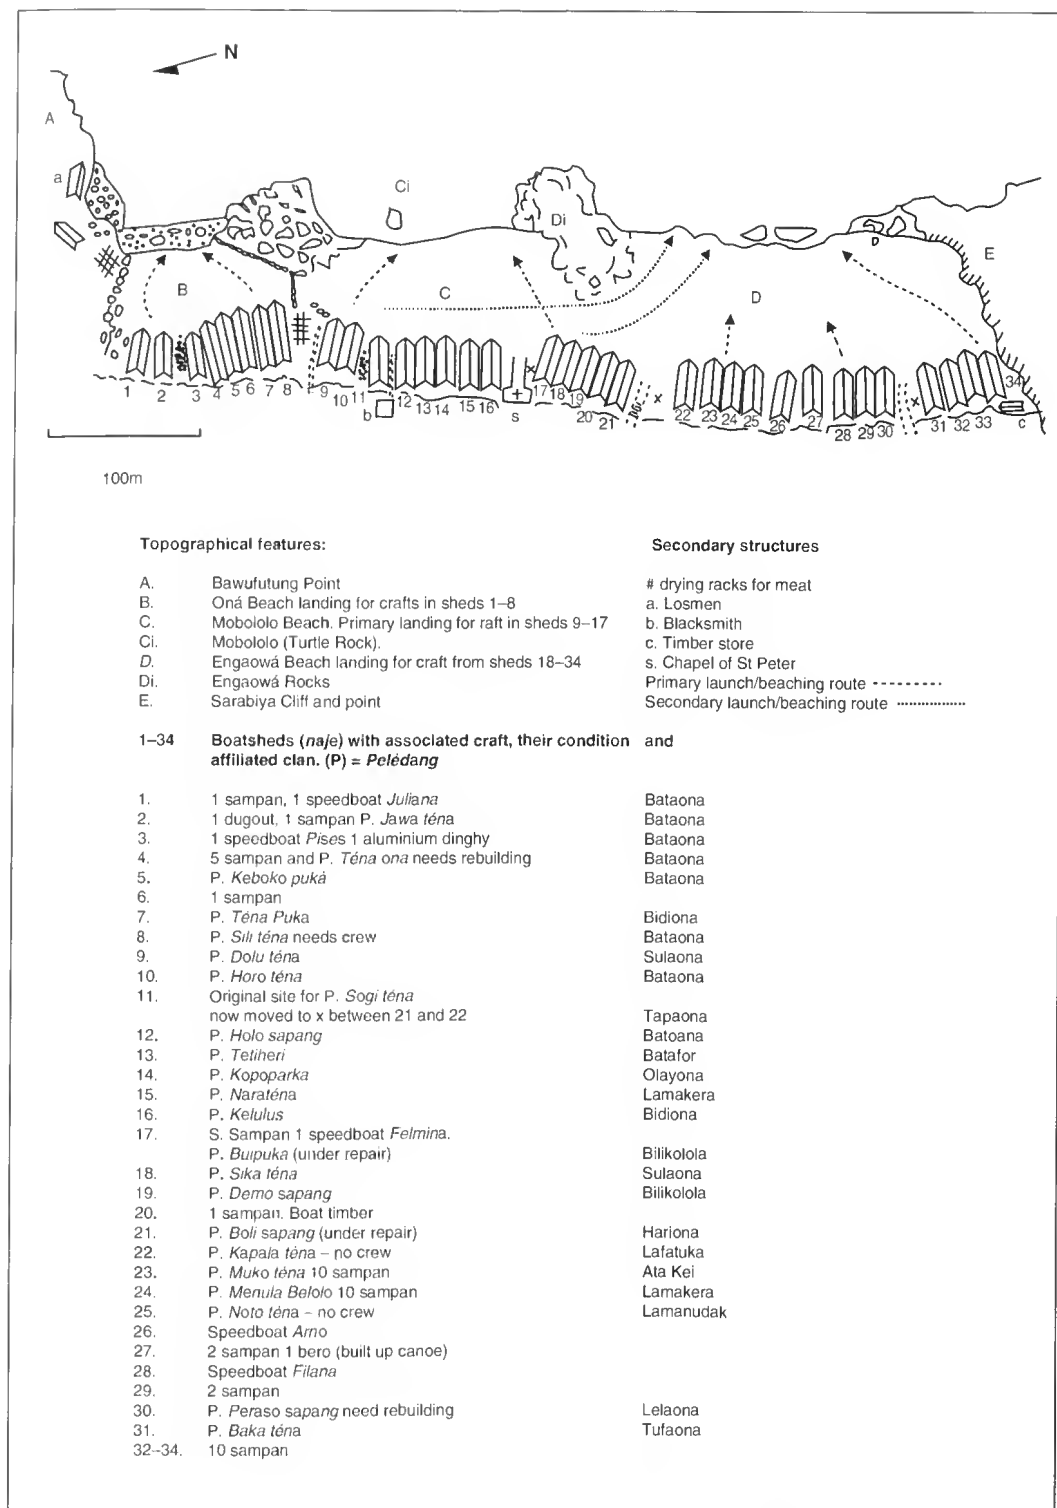 N
A
a
Ci
Di
E
B
C
D
D
1 2 3 4 5 6 7 8 9 10 11 12 13 14 15 16 17 18 19 20 21 22 23 24 25 26 27 28 29 30 31 32 33 34
b
s
c
x
x
x
100m
Topographical features: Secondary structures
A. Bawufutung Point # drying racks for meat
B. Oná Beach landing for crafts in sheds 1–8 a. Losmen
C. Mobololo Beach. Primary landing for raft in sheds 9–17 b. Blacksmith
Ci. Mobololo (Turtle Rock). c. Timber store
D. Engaowá Beach landing for craft from sheds 18–34 s. Chapel of St Peter
Di. Engaowá Rocks Primary launch/beaching route
E. Sarabiya Cliff and point Secondary launch/beaching route
1–34 Boatsheds (naje) with associated craft, their condition and
affiliated clan. (P) = Pelédang
1. 1 sampan, 1 speedboat Juliana Bataona
2. 1 dugout, 1 sampan P. Jawa téna Bataona
3. 1 speedboat Pises 1 aluminium dinghy Bataona
4. 5 sampan and P. Téna ona needs rebuilding Bataona
5. P. Keboko puká Bataona
6. 1 sampan
7. P. Téna Puka Bidiona
8. P. Sili téna needs crew Bataona
9. P. Dolu téna Sulaona
10. P. Horo téna Bataona
11. Original site for P. Sogi téna
now moved to x between 21 and 22 Tapaona
12. P. Holo sapang Batoana
13. P. Tetiheri Batafor
14. P. Kopoparka Olayona
15. P. Naraténa Lamakera
16. P. Kelulus Bidiona
17. S. Sampan 1 speedboat Felmina.
P. Buipuka (under repair) Bilikolola
18. P. Sika téna Sulaona
19. P. Demo sapang Bilikolola
20. 1 sampan. Boat timber
21. P. Boli sapang (under repair) Hariona
22. P. Kapala téna – no crew Lafatuka
23. P. Muko téna 10 sampan Ata Kei
24. P. Menula Belolo 10 sampan Lamakera
25. P. Noto téna – no crew Lamanudak
26. Speedboat Arno
27. 2 sampan 1 bero (built up canoe)
28. Speedboat Filana
29. 2 sampan
30. P. Peraso sapang need rebuilding Lelaona
31. P. Baka téna Tufaona
32–34. 10 sampan